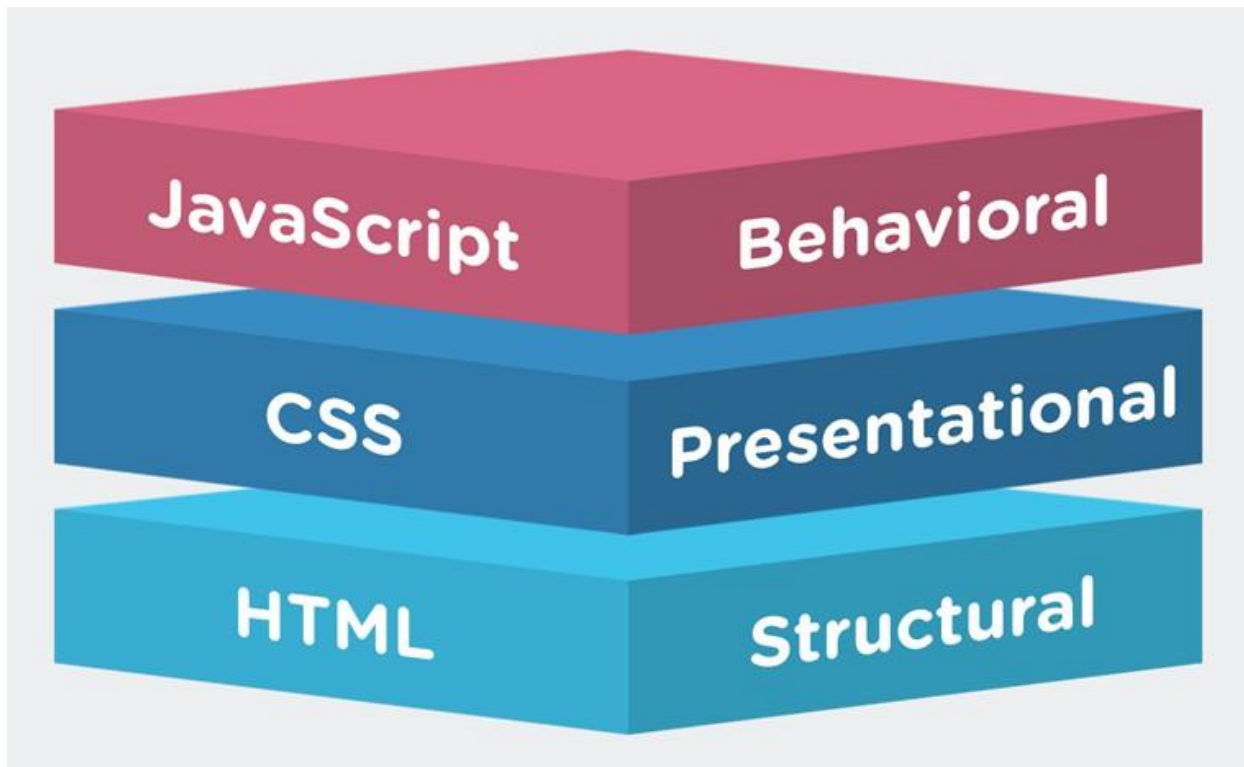 JavaScript
Behavioral
CSS
Presentational
HTML
Structural